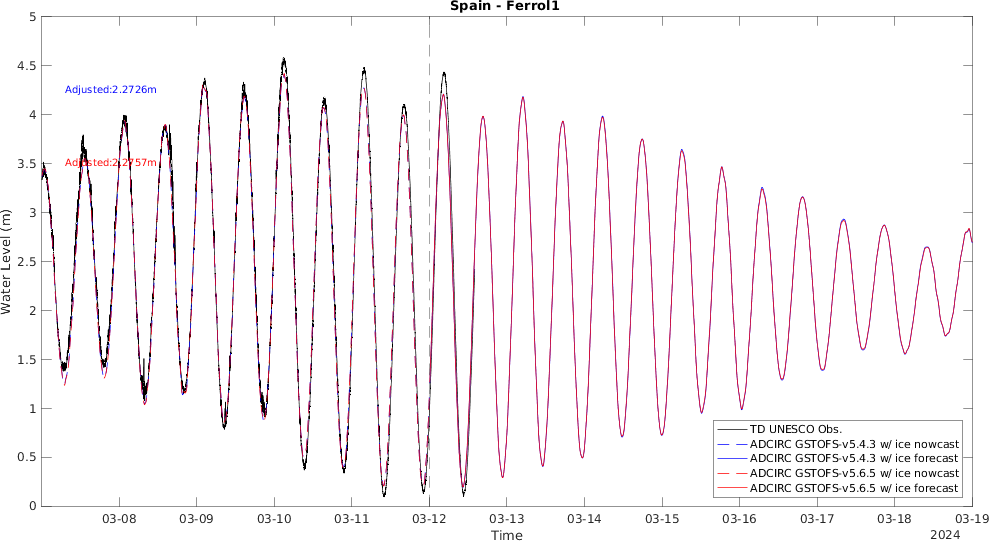 Spain - Ferrol1
5
4.5
4
3.5
3
2.5
2
1.5
1
0.5
0
Water Level (m)
Adjusted:2.2726m
Adjusted:2.2757m
TD UNESCO Obs.
ADCIRC GSTOFS-v5.4.3 w/ ice nowcast
ADCIRC GSTOFS-v5.4.3 w/ ice forecast
ADCIRC GSTOFS-v5.6.5 w/ ice nowcast
ADCIRC GSTOFS-v5.6.5 w/ ice forecast
03-08 03-09 03-10 03-11 03-12 03-13 03-14 03-15 03-16 03-17 03-18 03-19
Time
2024